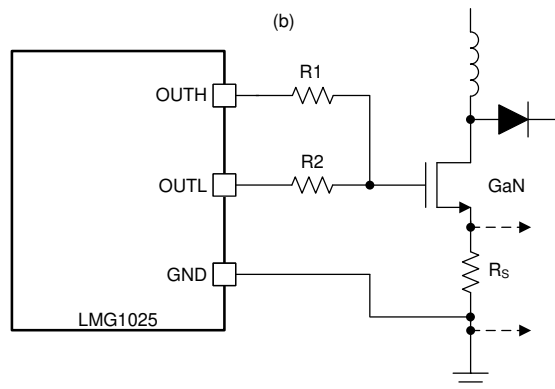 (b)
R1
OUTH
R2
OUTL
GaN
GND
RS
LMG1025